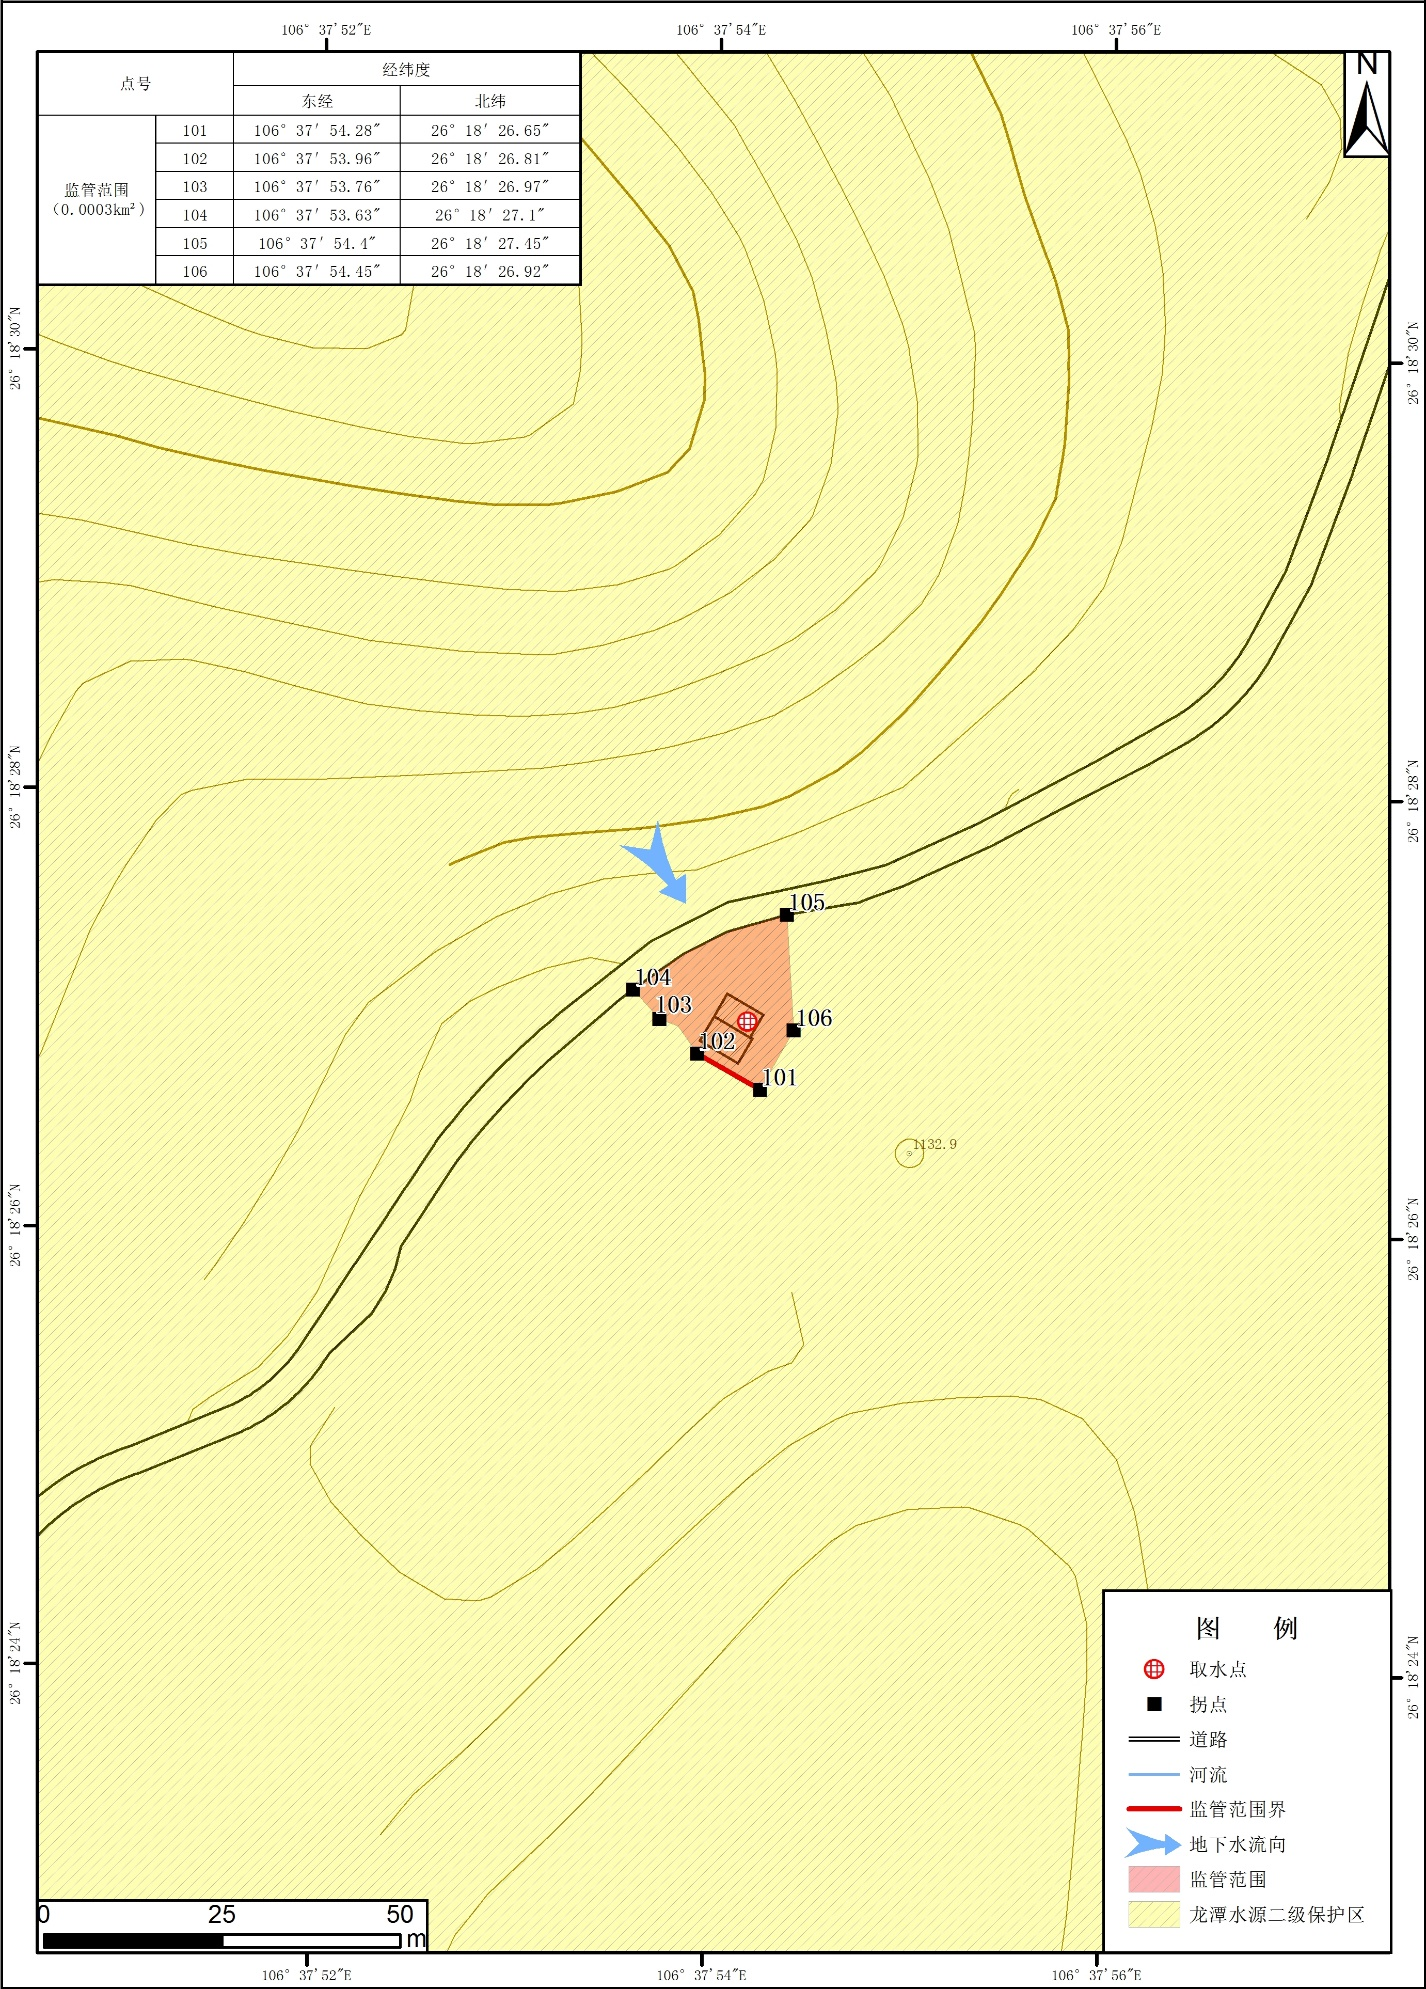 106° 37′52″E
106° 37′54″E
106° 37′56″E
N
点号
经纬度
东经
北纬
监管范围
（0.0003km²）
101 106° 37′ 54.28″ 26° 18′ 26.65″
102 106° 37′ 53.96″ 26° 18′ 26.81″
103 106° 37′ 53.76″ 26° 18′ 26.97″
104 106° 37′ 53.63″ 26° 18′ 27.1″
105 106° 37′ 54.4″ 26° 18′ 27.45″
106 106° 37′ 54.45″ 26° 18′ 26.92″
26° 18′30″N
26° 18′30″N
26° 18′28″N
26° 18′28″N
105
104
103
106
102
101
1132.9
26° 18′26″N
26° 18′26″N
26° 18′24″N
26° 18′24″N
图 例
取水点
拐点
道路
河流
监管范围界
地下水流向
监管范围
龙潭水源二级保护区
0 25 50
m
106° 37′52″E
106° 37′54″E
106° 37′56″E